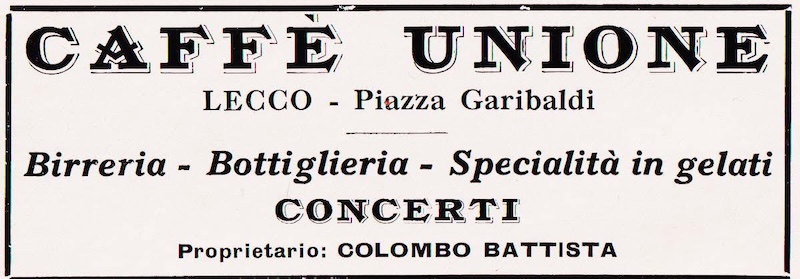 CAFFÈ UNIONE
LECCO - Piazza Garibaldi
Birreria - Bottiglieria - Specialità in gelati
CONCERTI
Proprietario: COLOMBO BATTISTA